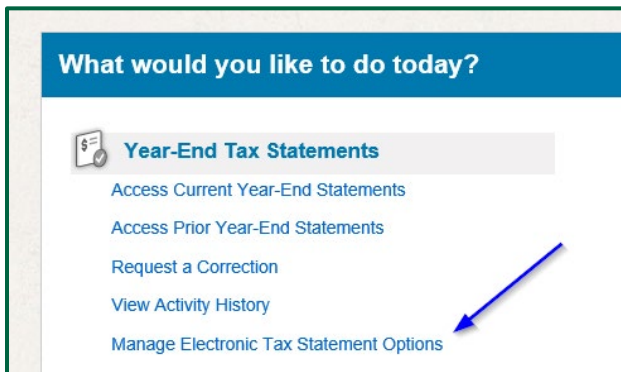 What would you like to do today?
Year-End Tax Statements
Access Current Year-End Statements
Access Prior Year-End Statements
Request a Correction
View Activity History
Manage Electronic Tax Statement Options